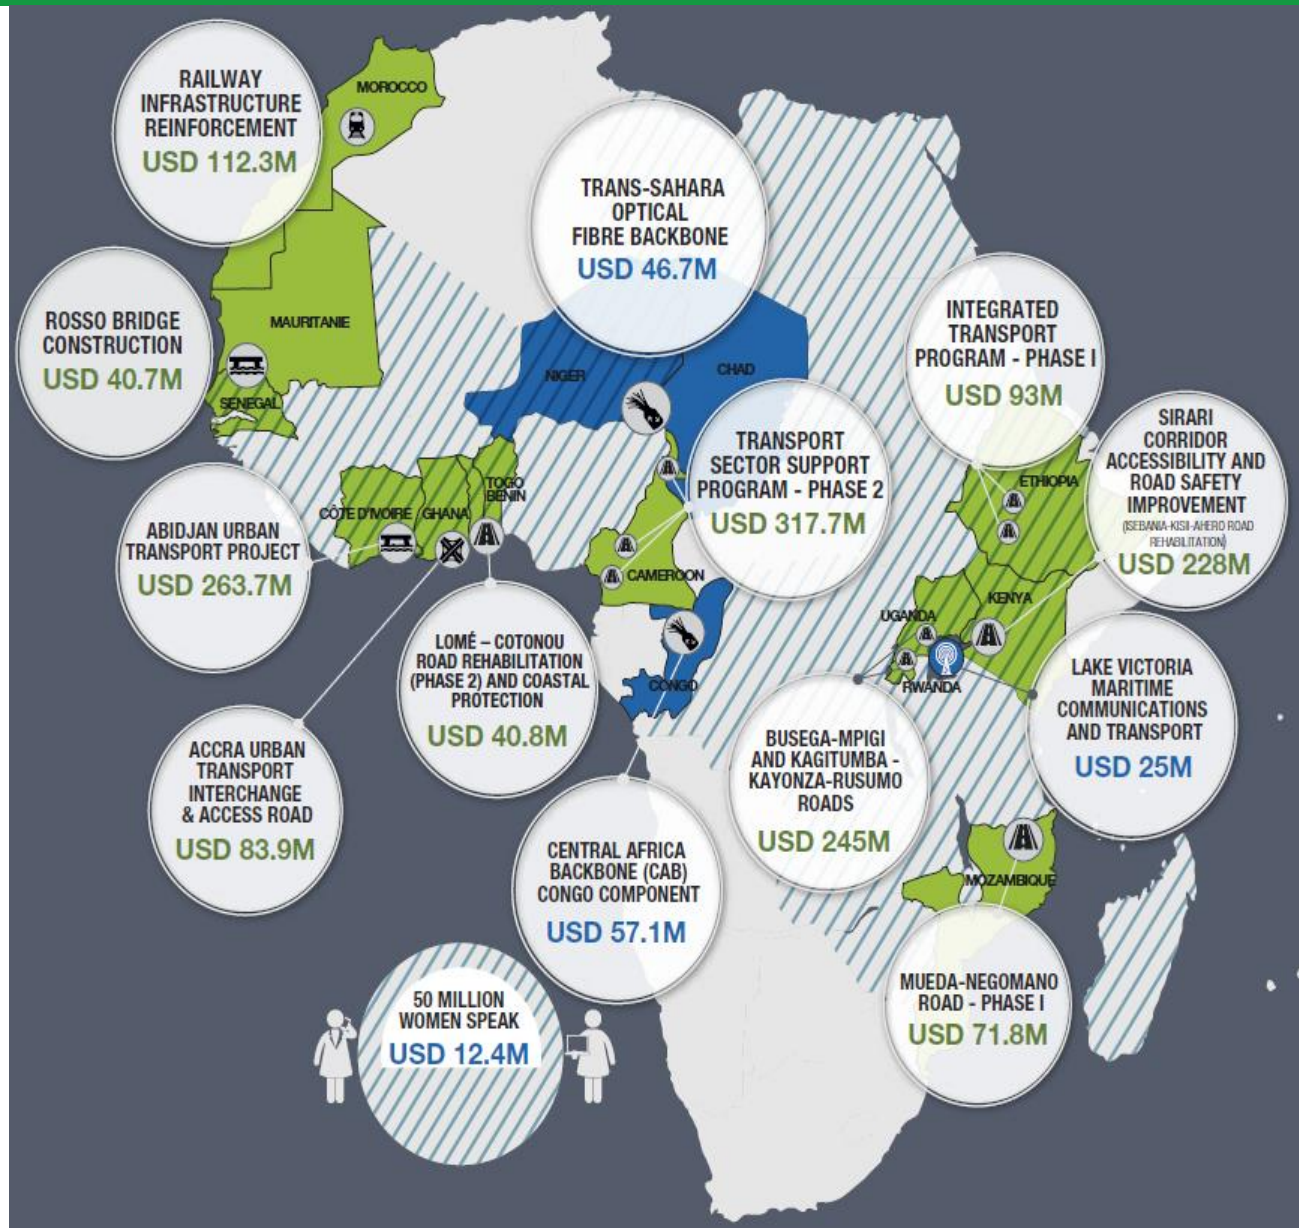 RAILWAY
INFRASTRUCTURE
REINFORCEMENT
USD 112.3M
MOROCCO
TRANS-SAHARA
OPTICAL
FIBRE BACKBONE
USD 46.7M
ROSSO BRIDGE
CONSTRUCTION
USD 40.7M
MAURITANIE
SENEGAL
NIGER
CHAD
INTEGRATED
TRANSPORT
PROGRAM - PHASE I
USD 93M
TRANSPORT
SECTOR SUPPORT
PROGRAM - PHASE 2
USD 317.7M
SIRARI
CORRIDOR
ACCESSIBILITY AND
ROAD SAFETY
IMPROVEMENT
(ISEBANIA-KISII-AHERO ROAD
REHABILITATION)
USD 228M
ETHIOPIA
TOGO
BENIN
CÔTE D'IVOIRE
GHANA
ABIDJAN URBAN
TRANSPORT PROJECT
USD 263.7M
CAMEROON
UGANDA
KENYA
RWANDA
CONGO
LOMÉ – COTONOU
ROAD REHABILITATION
(PHASE 2) AND COASTAL
PROTECTION
USD 40.8M
LAKE VICTORIA
MARITIME
COMMUNICATIONS
AND TRANSPORT
USD 25M
ACCRA URBAN
TRANSPORT
INTERCHANGE
& ACCESS ROAD
USD 83.9M
BUSEGA-MPIGI
AND KAGITUMBA -
KAYONZA-RUSUMO
ROADS
USD 245M
CENTRAL AFRICA
BACKBONE (CAB)
CONGO COMPONENT
USD 57.1M
MOZAMBIQUE
MUEDA-NEGOMANO
ROAD - PHASE I
USD 71.8M
50 MILLION
WOMEN SPEAK
USD 12.4M